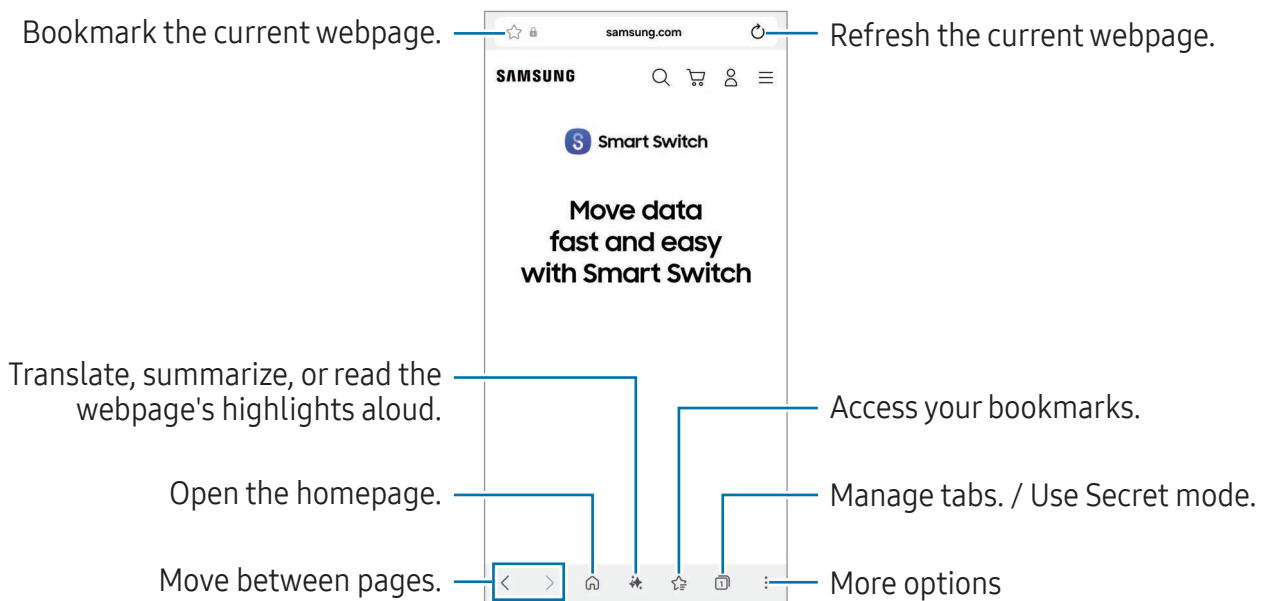 Bookmark the current webpage.
samsung.com
Refresh the current webpage.
SAMSUNG
S Smart Switch
Move data
fast and easy
with Smart Switch
Translate, summarize, or read the
webpage's highlights aloud.
Access your bookmarks.
Open the homepage.
Manage tabs. / Use Secret mode.
Move between pages.
1
More options